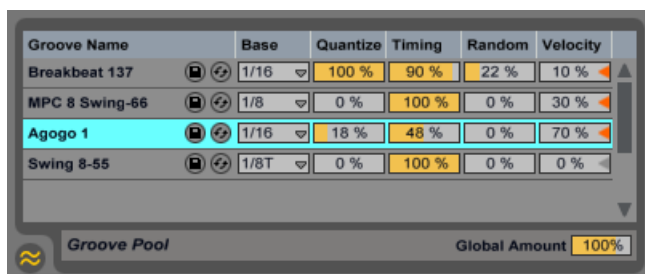 Groove Name Base Quantize Timing Random Velocity
Breakbeat 137 1/16 100 % 90 % 22 % 10 %
MPC 8 Swing-66 1/8 0 % 100 % 0 % 30 %
Agogo 1 1/16 18 % 48 % 0 % 70 %
Swing 8-55 1/8T 0 % 100 % 0 % 0 %
Groove Pool Global Amount 100%